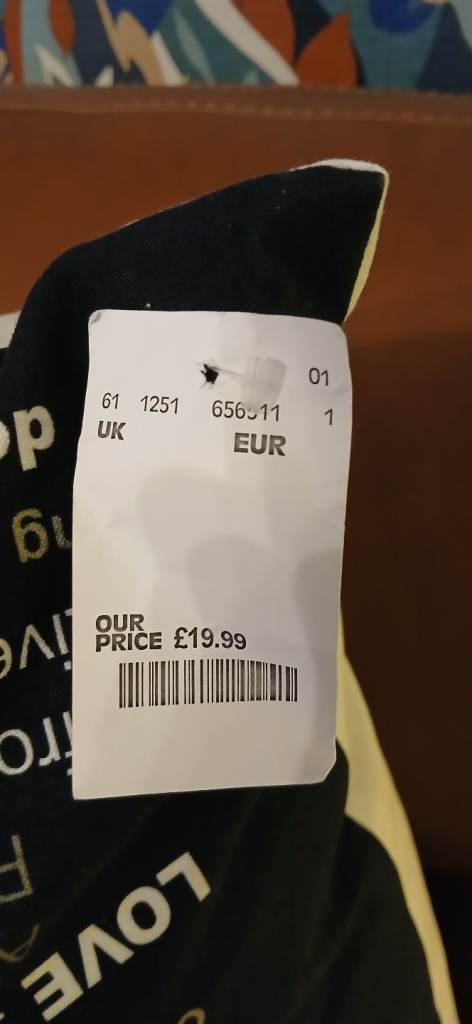 01
61 1251 656511 1
UK EUR
OUR
PRICE £19.99
LOVE